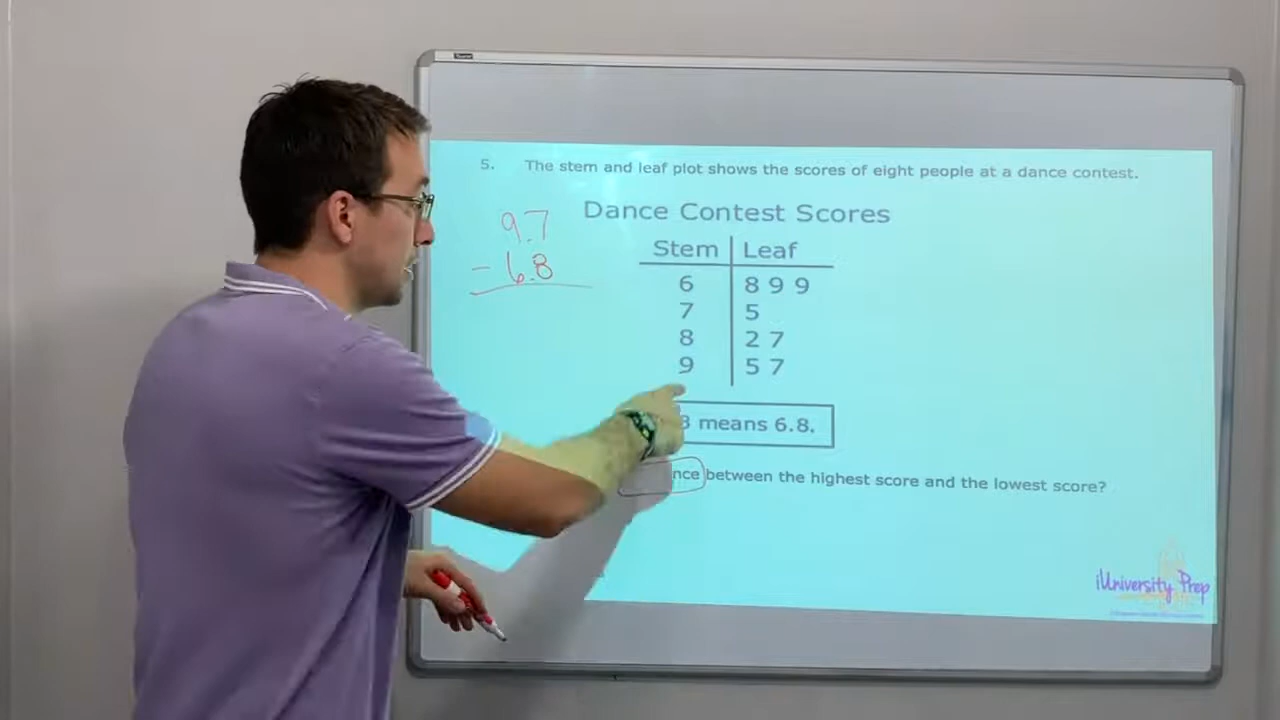 5. The stem and leaf plot shows the scores of eight people at a dance contest.
9.7
- 6.8
Dance Contest Scores
Stem Leaf
6 8 9 9
7 5
8 2 7
9 5 7
means 6.8.
between the highest score and the lowest score?
iUniversity Prep